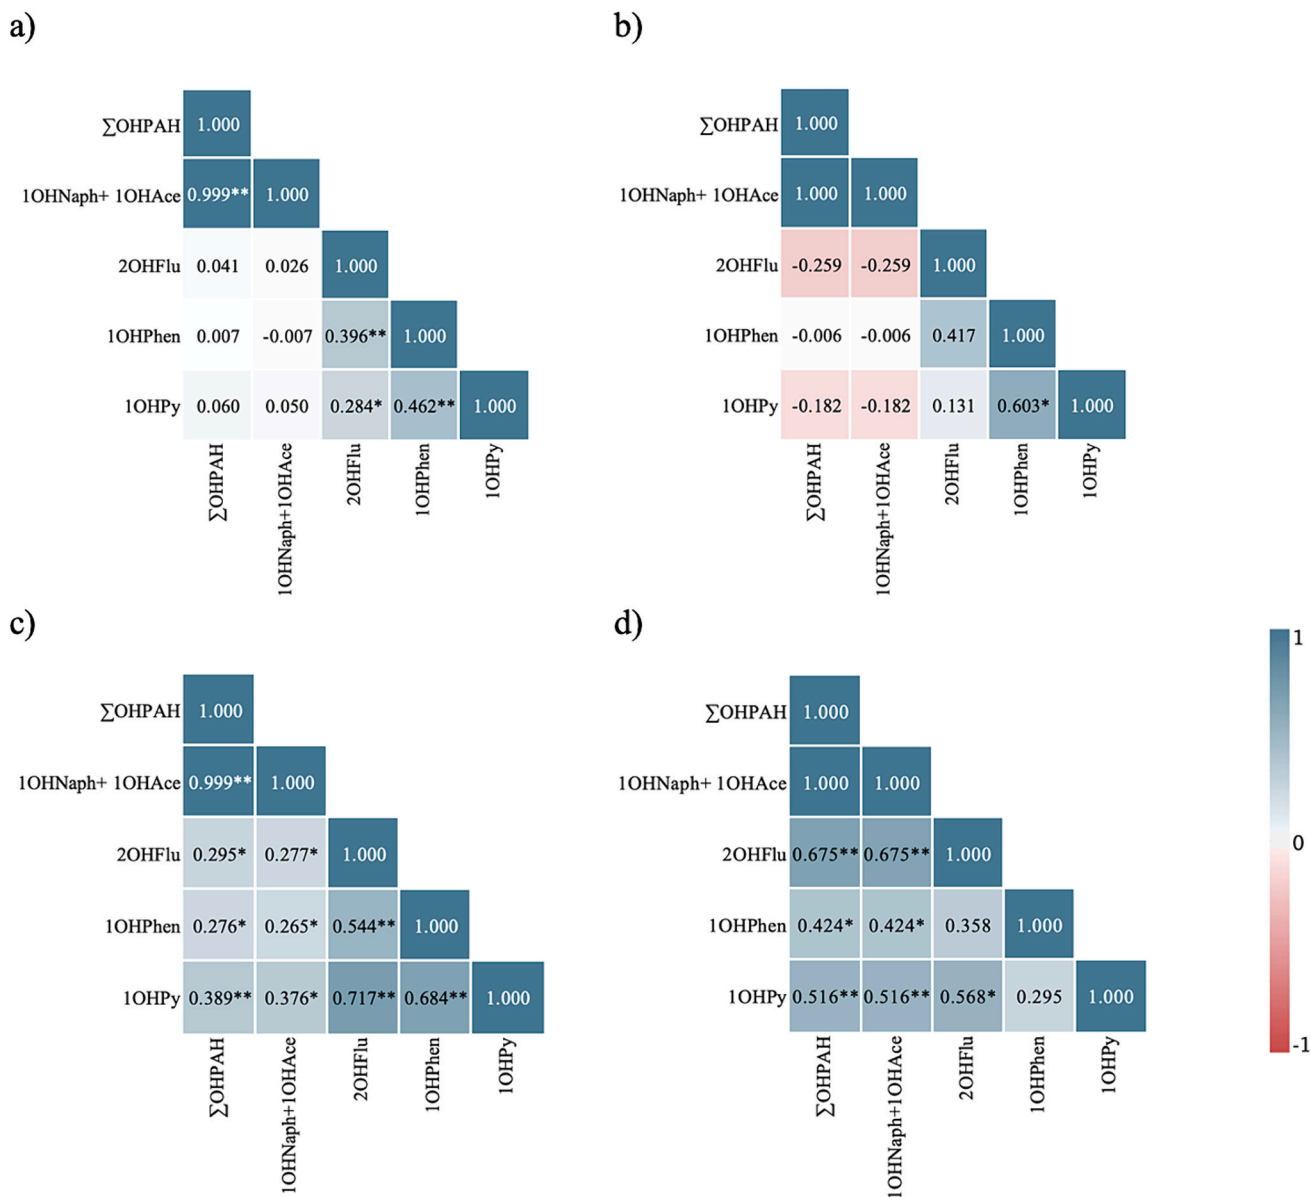 a)
∑OHPAH 1.000
1OHNaph+ 1OHAce 0.999** 1.000
2OHFlu 0.041 0.026 1.000
1OHPhen 0.007 -0.007 0.396** 1.000
1OHPy 0.060 0.050 0.284* 0.462** 1.000
∑OHPAH 1OHNaph+1OHAce 2OHFlu 1OHPhen 1OHPy
b)
∑OHPAH 1.000
1OHNaph+ 1OHAce 1.000 1.000
2OHFlu -0.259 -0.259 1.000
1OHPhen -0.006 -0.006 0.417 1.000
1OHPy -0.182 -0.182 0.131 0.603* 1.000
∑OHPAH 1OHNaph+1OHAce 2OHFlu 1OHPhen 1OHPy
c)
∑OHPAH 1.000
1OHNaph+ 1OHAce 0.999** 1.000
2OHFlu 0.295* 0.277* 1.000
1OHPhen 0.276* 0.265* 0.544** 1.000
1OHPy 0.389** 0.376* 0.717** 0.684** 1.000
∑OHPAH 1OHNaph+1OHAce 2OHFlu 1OHPhen 1OHPy
d)
∑OHPAH 1.000
1OHNaph+ 1OHAce 1.000 1.000
2OHFlu 0.675** 0.675** 1.000
1OHPhen 0.424* 0.424* 0.358 1.000
1OHPy 0.516** 0.516** 0.568* 0.295 1.000
∑OHPAH 1OHNaph+1OHAce 2OHFlu 1OHPhen 1OHPy
1
0
-1